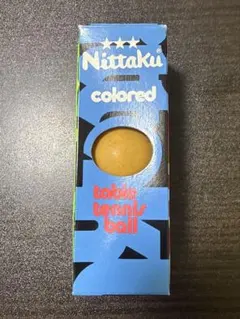 ★★★
Nittaku
colored
table
tennis
ball